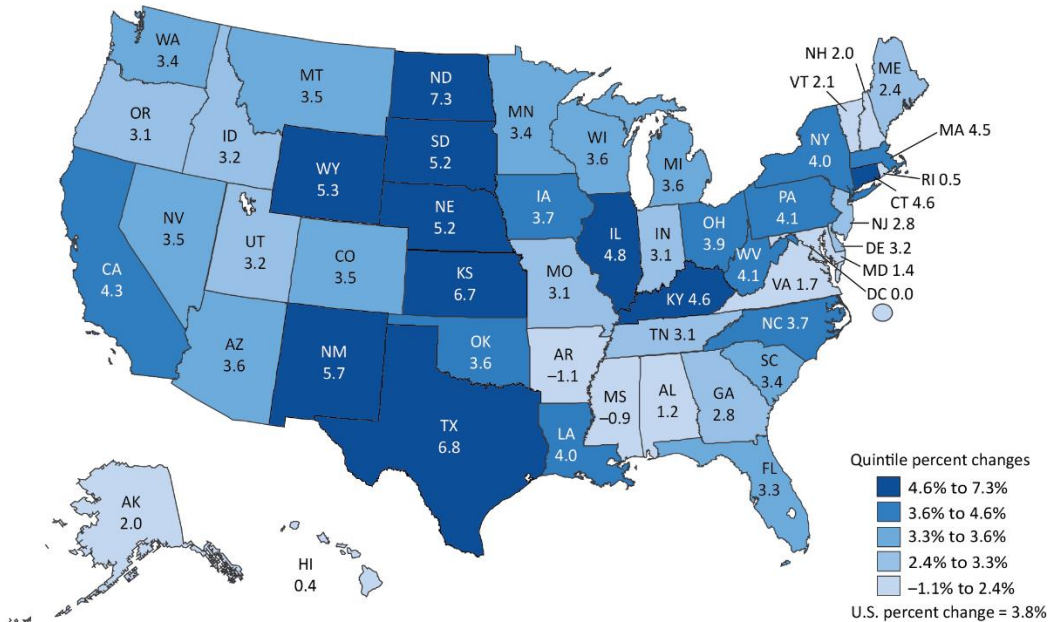 WA
3.4
MT
3.5
ND
7.3
MN
3.4
OR
3.1
ID
3.2
WY
5.3
SD
5.2
WI
3.6
MI
3.6
NH 2.0
VT 2.1
ME
2.4
NY
4.0
MA 4.5
RI 0.5
CT 4.6
NJ 2.8
DE 3.2
MD 1.4
DC 0.0
PA
4.1
CA
4.3
NV
3.5
UT
3.2
CO
3.5
NE
5.2
IA
3.7
IL
4.8
IN
3.1
OH
3.9
WV
4.1
VA 1.7
KS
6.7
MO
3.1
KY 4.6
NC 3.7
TN 3.1
SC
3.4
AZ
3.6
NM
5.7
OK
3.6
AR
–1.1
MS
–0.9
AL
1.2
GA
2.8
TX
6.8
LA
4.0
FL
3.3
AK
2.0
HI
0.4
Quintile percent changes
4.6% to 7.3%
3.6% to 4.6%
3.3% to 3.6%
2.4% to 3.3%
–1.1% to 2.4%
U.S. percent change = 3.8%